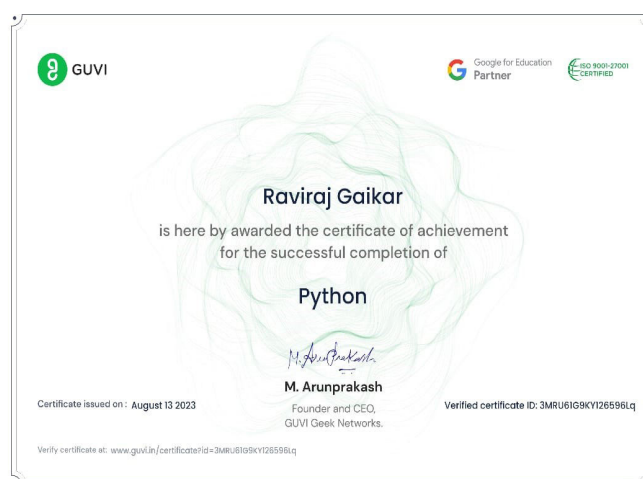 GUVI
Google for Education
Partner
ISO 9001-27001
CERTIFIED
Raviraj Gaikar
is here by awarded the certificate of achievement
for the successful completion of
Python
M. Arunprakash
M. Arunprakash
Founder and CEO,
GUVI Geek Networks.
Certificate issued on : August 13 2023
Verified certificate ID: 3MRU61G9KY126596Lq
Verify certificate at: www.guvi.in/certificate?id=3MRU61G9KY126596Lq